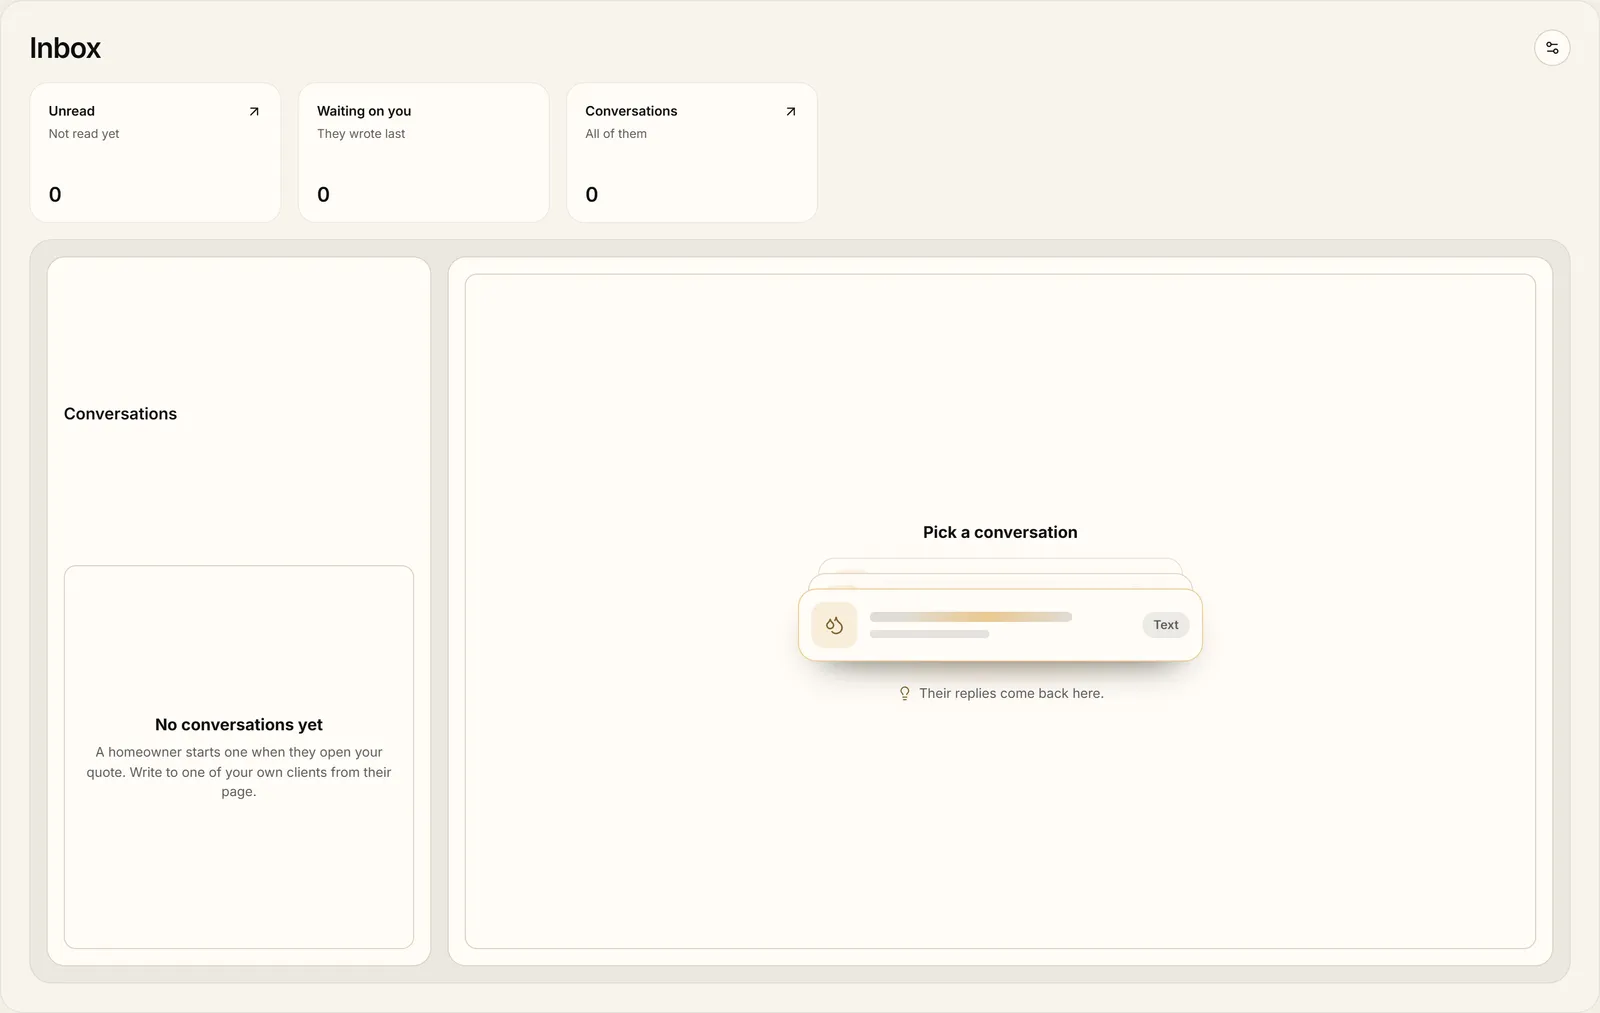 Inbox
Unread
Not read yet
0
Waiting on you
They wrote last
0
Conversations
All of them
0
Conversations
No conversations yet
A homeowner starts one when they open your
quote. Write to one of your own clients from their
page.
Pick a conversation
Text
Their replies come back here.